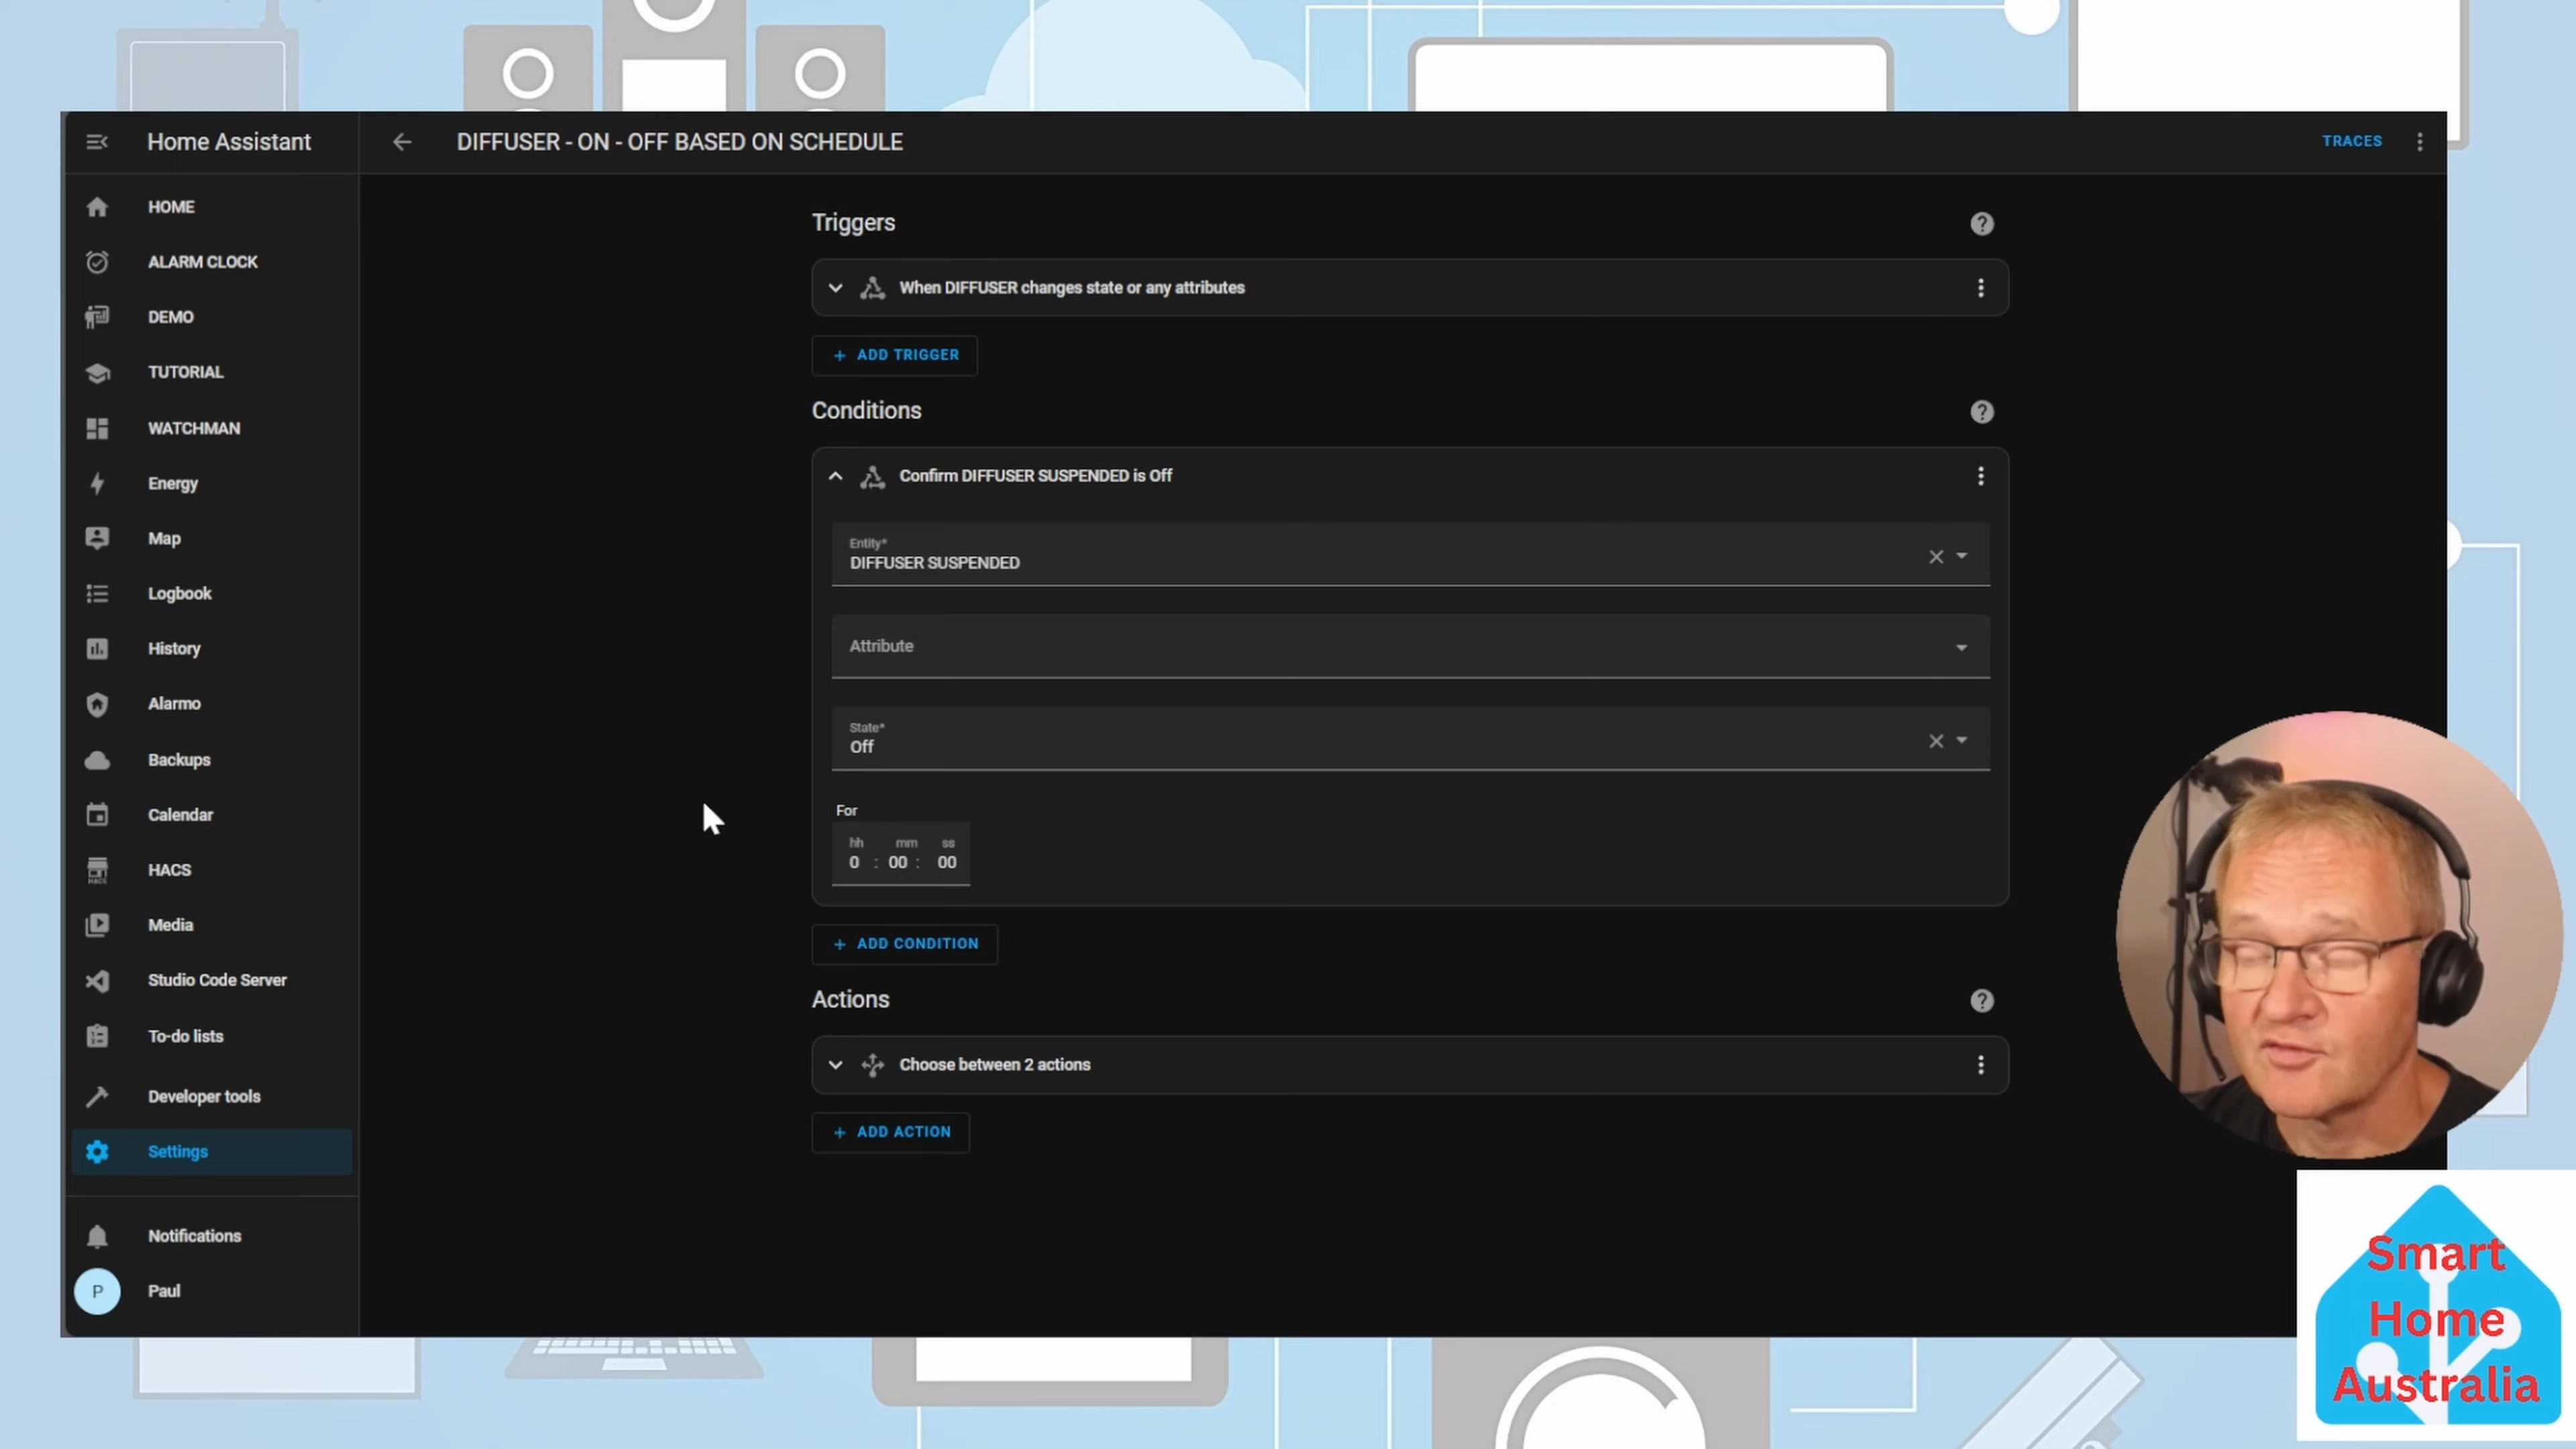 Home Assistant
DIFFUSER - ON - OFF BASED ON SCHEDULE
TRACES
HOME
ALARM CLOCK
DEMO
TUTORIAL
WATCHMAN
Energy
Map
Logbook
History
Alarmo
Backups
Calendar
HACS
HACS
Media
Studio Code Server
To-do lists
Developer tools
Settings
Notifications
P
Paul
Triggers
When DIFFUSER changes state or any attributes
+ ADD TRIGGER
Conditions
Confirm DIFFUSER SUSPENDED is Off
Entity*
DIFFUSER SUSPENDED
Attribute
State*
Off
For
hh mm ss
0 : 00 : 00
+ ADD CONDITION
Actions
Choose between 2 actions
+ ADD ACTION
Smart
Home
Australia